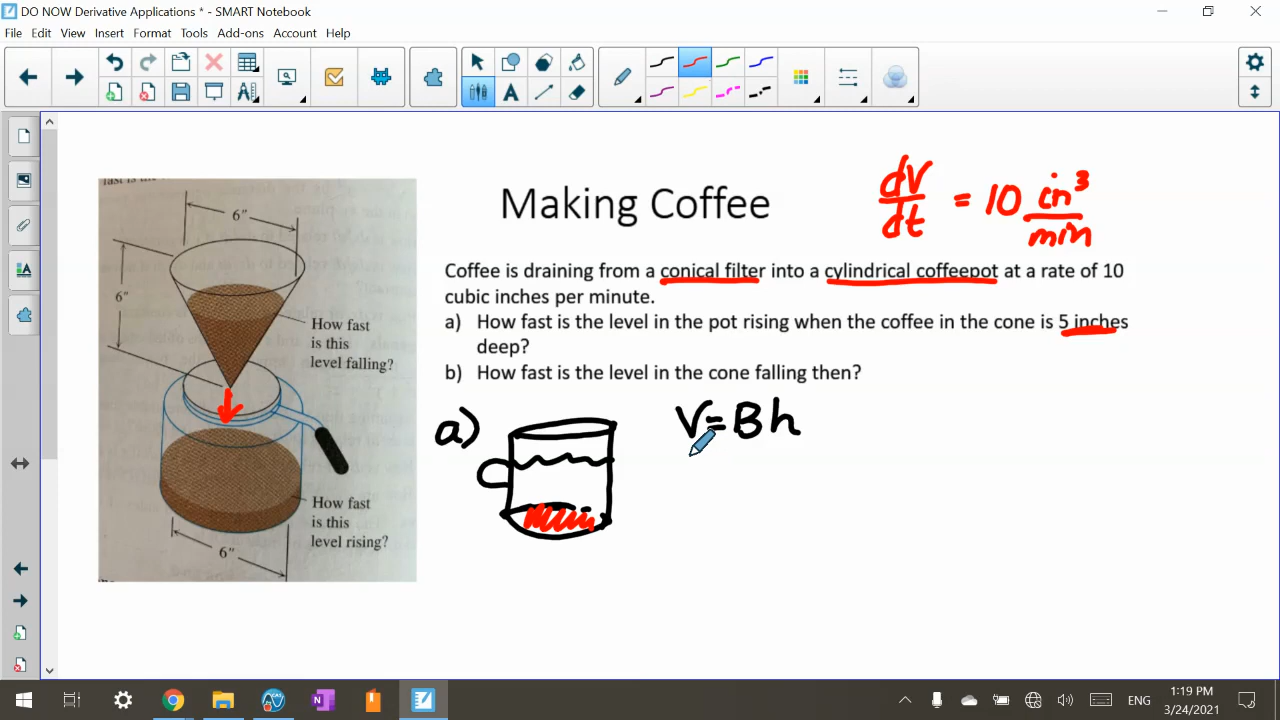 DO NOW Derivative Applications * - SMART Notebook
File Edit View Insert Format Tools Add-ons Account Help
6"
6"
How fast
is this
level falling?
How fast
is this
level rising?
6"
Making Coffee
dV/dt = 10 in³/min
Coffee is draining from a conical filter into a cylindrical coffeepot at a rate of 10
cubic inches per minute.
a) How fast is the level in the pot rising when the coffee in the cone is 5 inches
deep?
b) How fast is the level in the cone falling then?
a)
V=Bh
ENG
1:19 PM
3/24/2021